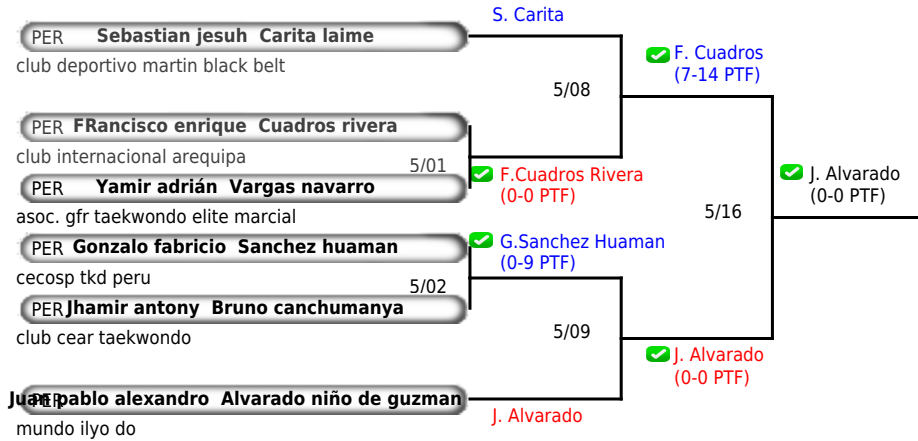 S. Carita
PER Sebastian jesuh Carita laime
club deportivo martin black belt
F. Cuadros
(7-14 PTF)
5/08
PER FRancisco enrique Cuadros rivera
club internacional arequipa
5/01
F.Cuadros Rivera
(0-0 PTF)
PER Yamir adrián Vargas navarro
asoc. gfr taekwondo elite marcial
J. Alvarado
(0-0 PTF)
5/16
PER Gonzalo fabricio Sanchez huaman
cecosp tkd peru
G.Sanchez Huaman
(0-9 PTF)
5/02
PER Jhamir antony Bruno canchumanya
club cear taekwondo
5/09
J. Alvarado
(0-0 PTF)
PER Juan pablo alexandro Alvarado niño de guzman
mundo ilyo do
J. Alvarado